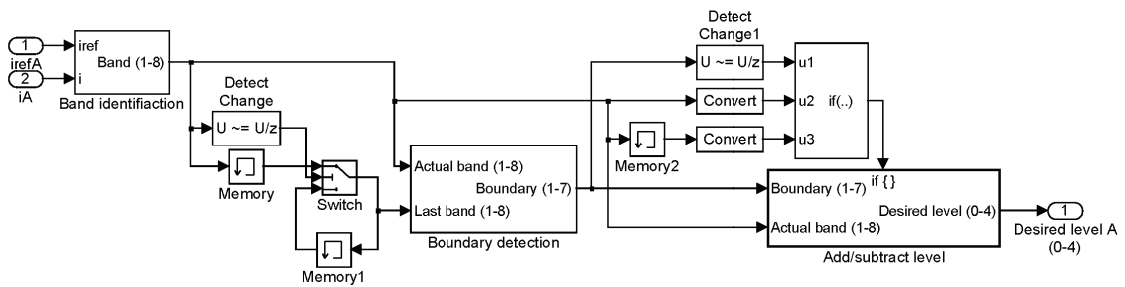 1
irefA
2
iA
iref
i
Band (1-8)
Band identifiaction
Detect
Change
U ~= U/z
Memory
Switch
Memory1
Actual band (1-8)
Boundary (1-7)
Last band (1-8)
Boundary detection
Detect
Change1
U ~= U/z
Convert
Memory2
Convert
u1
u2
if(..)
u3
if { }
Boundary (1-7)
Desired level (0-4)
Actual band (1-8)
Add/subtract level
1
Desired level A
(0-4)